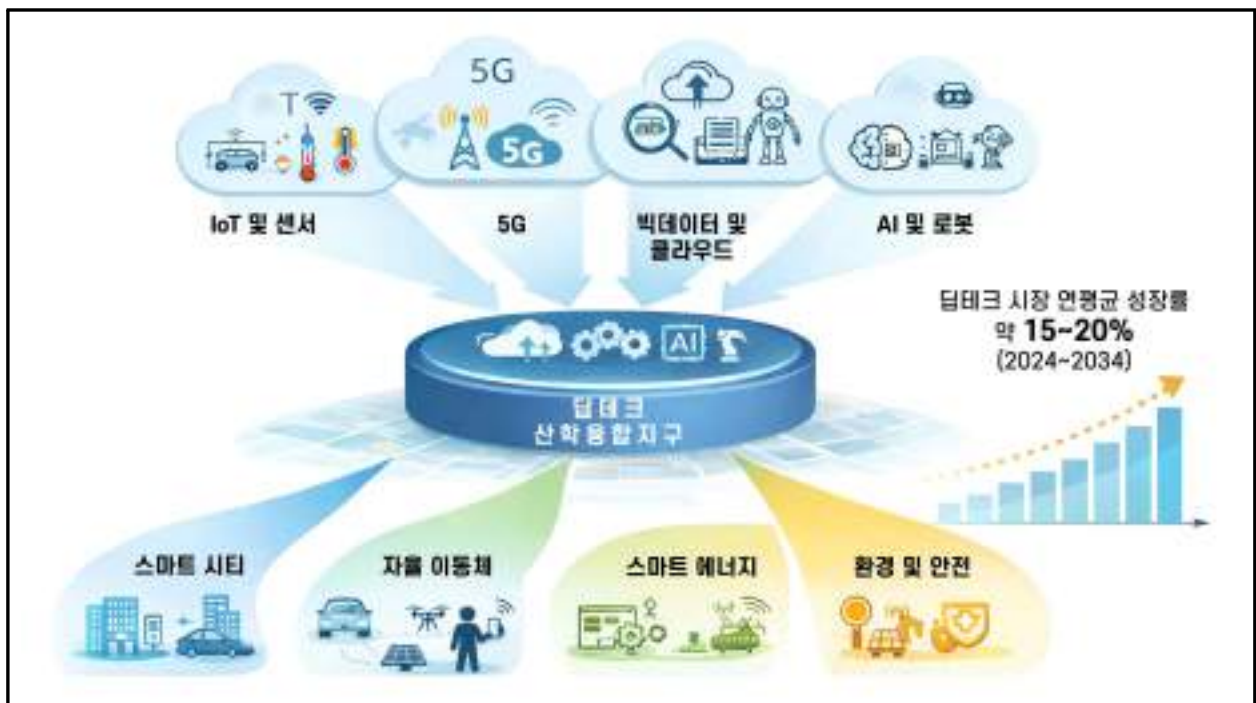 5G
T
5G
IoT 및 센서
5G
빅데이터 및
클라우드
AI 및 로봇
딥테크 시장 연평균 성장률
약 15~20%
(2024~2034)
AI
딥테크
산학융합지구
스마트 시티
자율 이동체
스마트 에너지
환경 및 안전